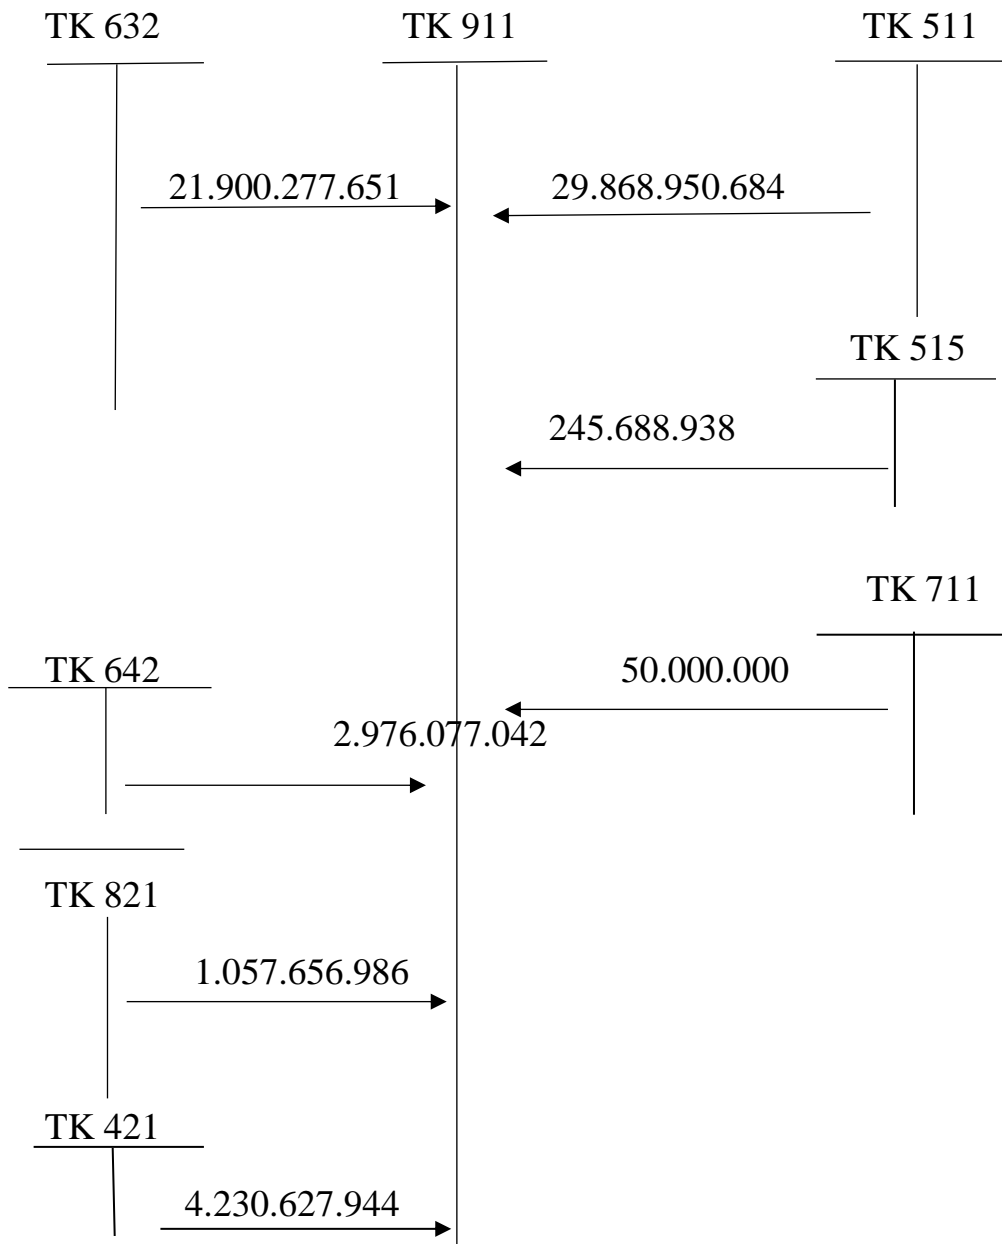 TK 632 TK 911 TK 511
21.900.277.651 29.868.950.684
TK 515
245.688.938
TK 711
TK 642 50.000.000
2.976.077.042
TK 821
1.057.656.986
TK 421
4.230.627.944